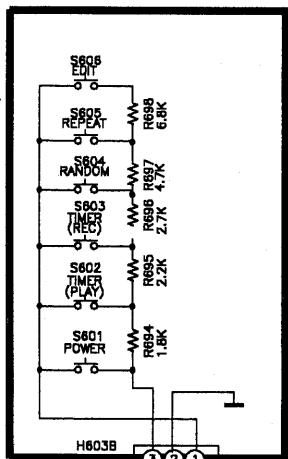 S606
EDIT
R698
6.8K
S605
REPEAT
S604
RANDOM
R697
4.7K
S603
TIMER
(REC)
R696
2.7K
S602
TIMER
(PLAY)
R695
2.2K
S601
POWER
R694
1.8K
H603B
3 2 1